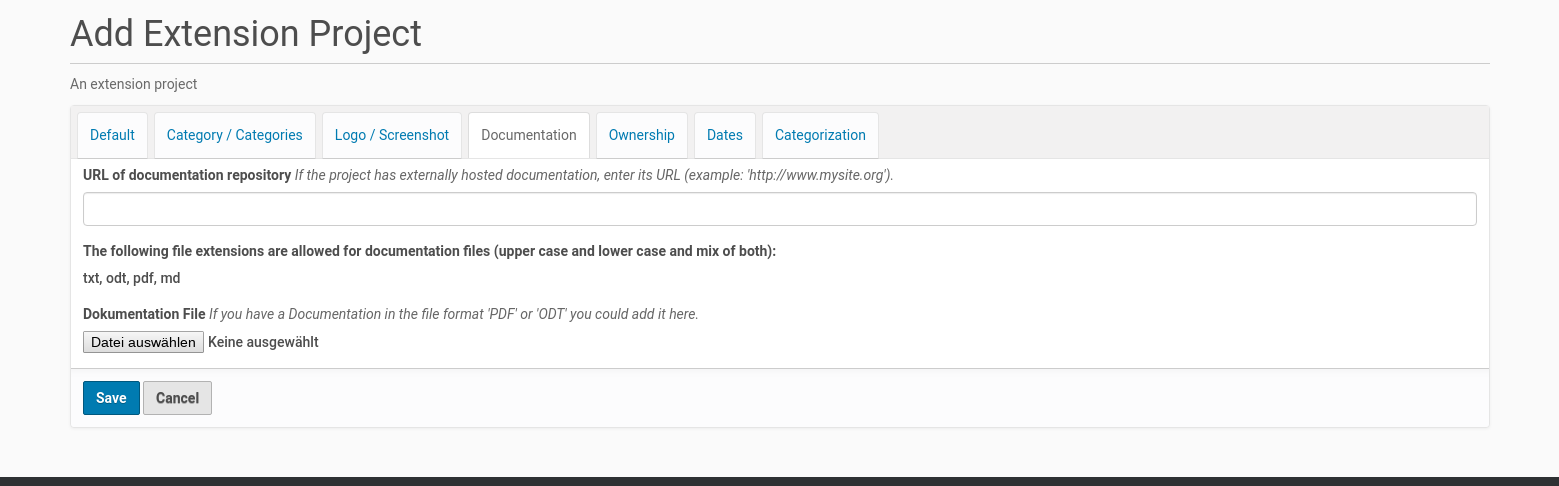 Add Extension Project
An extension project
Default Category / Categories Logo / Screenshot Documentation Ownership Dates Categorization
URL of documentation repository If the project has externally hosted documentation, enter its URL (example: 'http://www.mysite.org').
The following file extensions are allowed for documentation files (upper case and lower case and mix of both):
txt, odt, pdf, md
Dokumentation File If you have a Documentation in the file format 'PDF' or 'ODT' you could add it here.
Datei auswählen Keine ausgewählt
Save Cancel